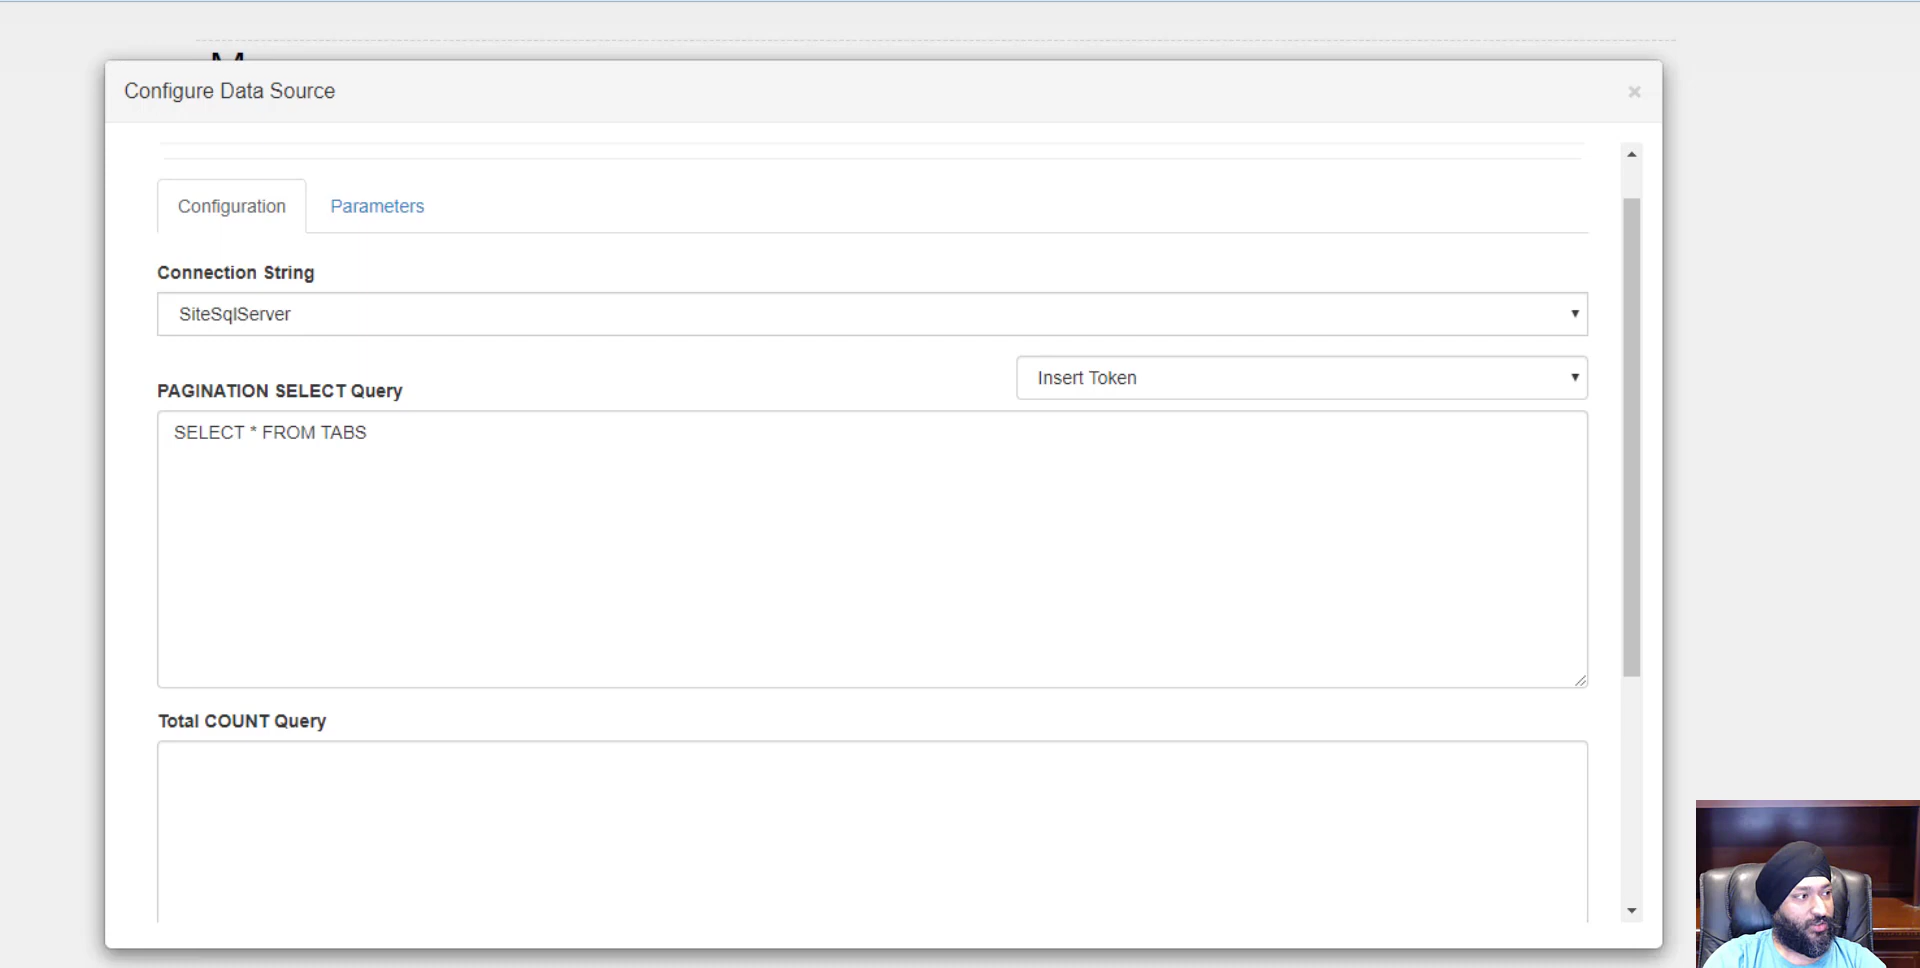 Configure Data Source
×
Configuration
Parameters
Connection String
SiteSqlServer
Insert Token
PAGINATION SELECT Query
SELECT * FROM TABS
Total COUNT Query